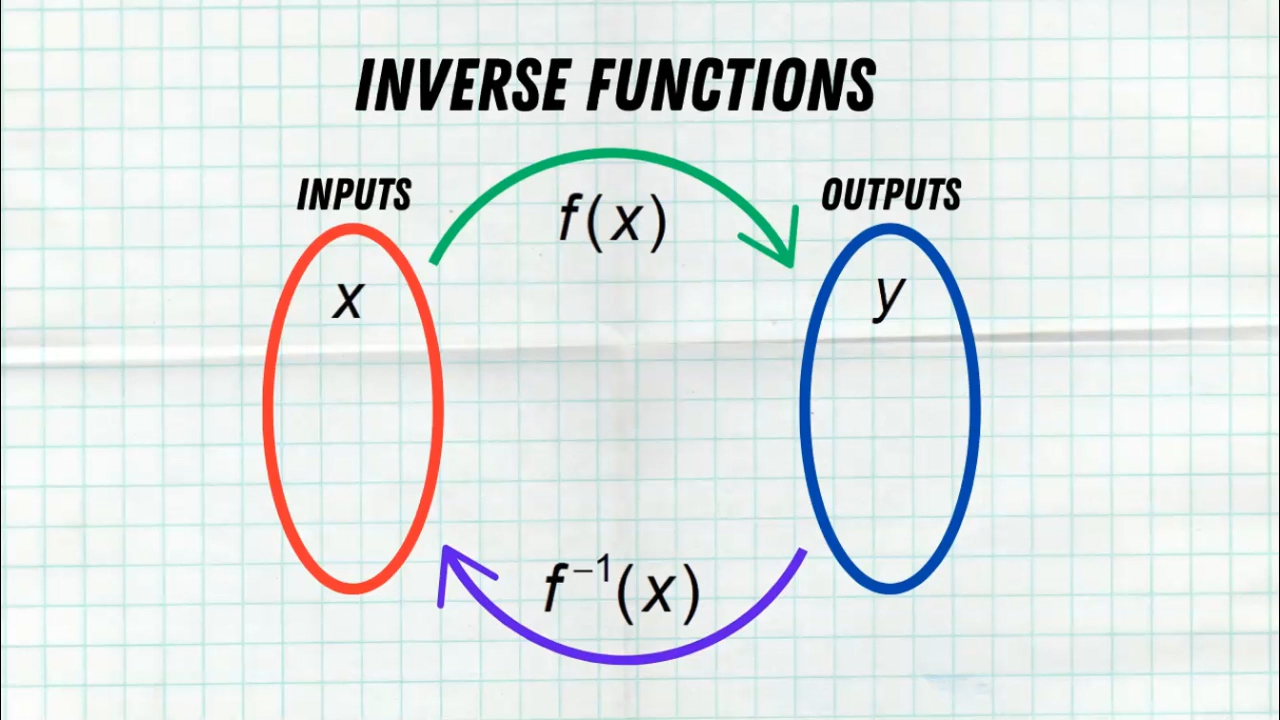 INVERSE FUNCTIONS
INPUTS
f(x)
OUTPUTS
x
y
f⁻¹(x)